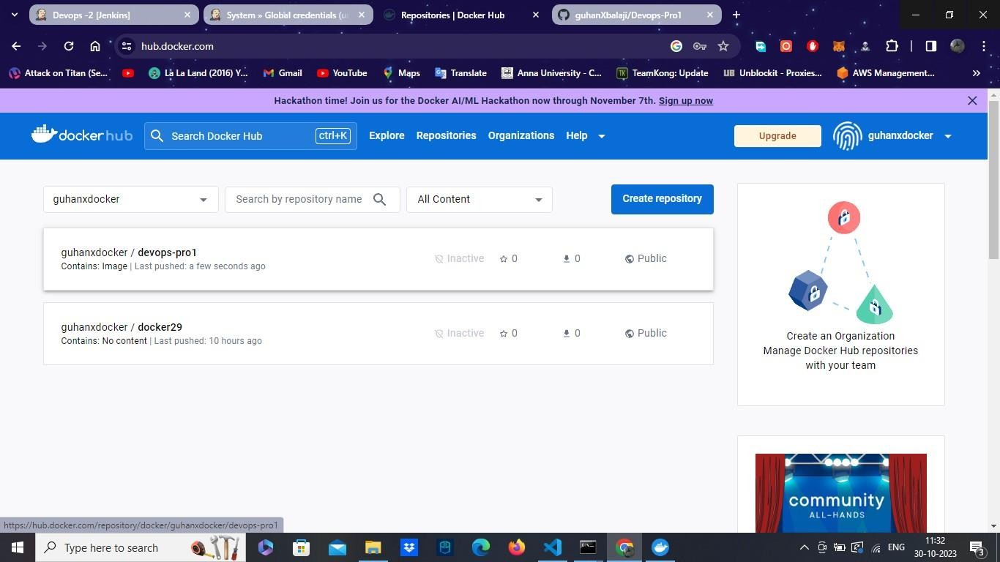 Devops -2 [Jenkins]
System » Global credentials (u
Repositories | Docker Hub
guhanXbalaji/Devops-Pro1
hub.docker.com
Attack on Titan (Se...
La La Land (2016) Y...
Gmail
YouTube
Maps
Translate
Anna University - C...
TK
TeamKong: Update
UB
Unblockit - Proxies...
AWS Management...
Hackathon time! Join us for the Docker AI/ML Hackathon now through November 7th. Sign up now
dockerhub
Search Docker Hub
ctrl+K
Explore
Repositories
Organizations
Help
Upgrade
guhanxdocker
guhanxdocker
Search by repository name
All Content
Create repository
guhanxdocker / devops-pro1
Contains: Image | Last pushed: a few seconds ago
Inactive
0
0
Public
guhanxdocker / docker29
Contains: No content | Last pushed: 10 hours ago
Inactive
0
0
Public
Create an Organization
Manage Docker Hub repositories
with your team
community
ALL-HANDS
https://hub.docker.com/repository/docker/guhanxdocker/devops-pro1
Type here to search
ENG
11:32
30-10-2023
3